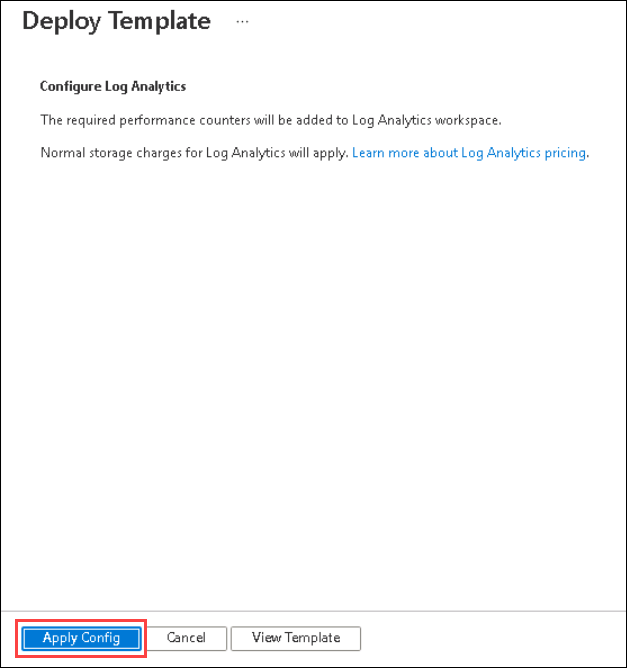 Deploy Template ...
Configure Log Analytics
The required performance counters will be added to Log Analytics workspace.
Normal storage charges for Log Analytics will apply. Learn more about Log Analytics pricing.
Apply Config Cancel View Template